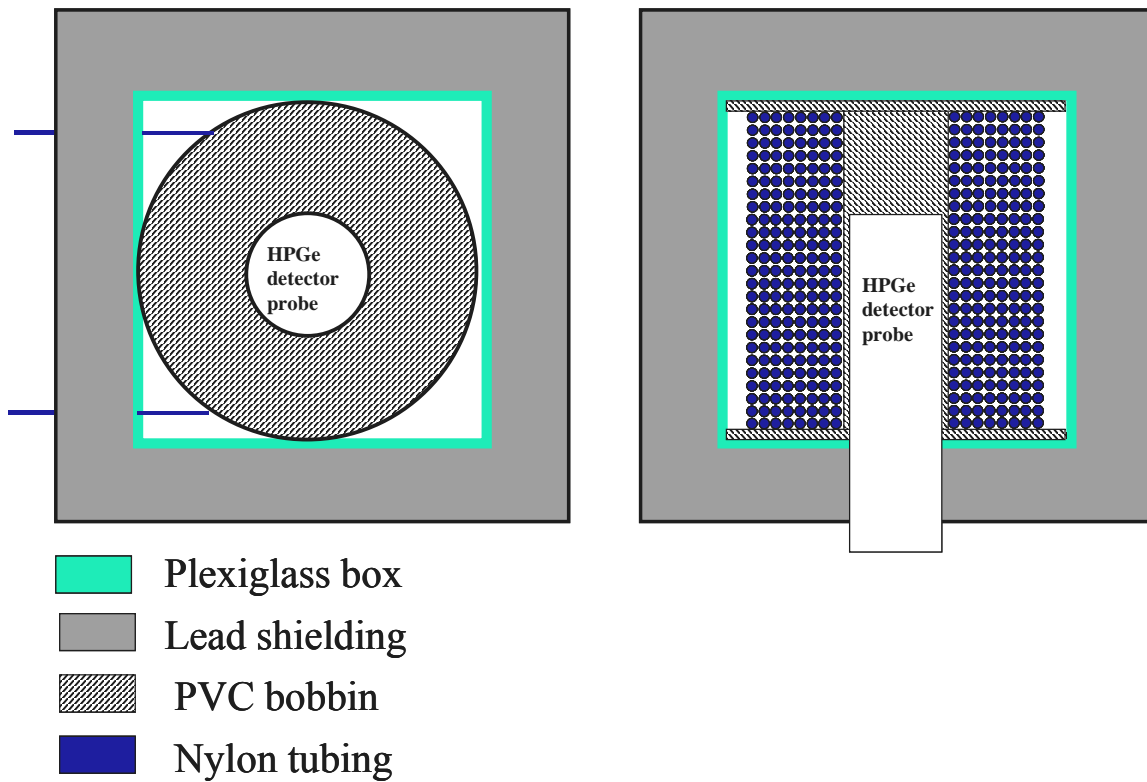 HPGe
detector
probe
HPGe
detector
probe
Plexiglass box
Lead shielding
PVC bobbin
Nylon tubing